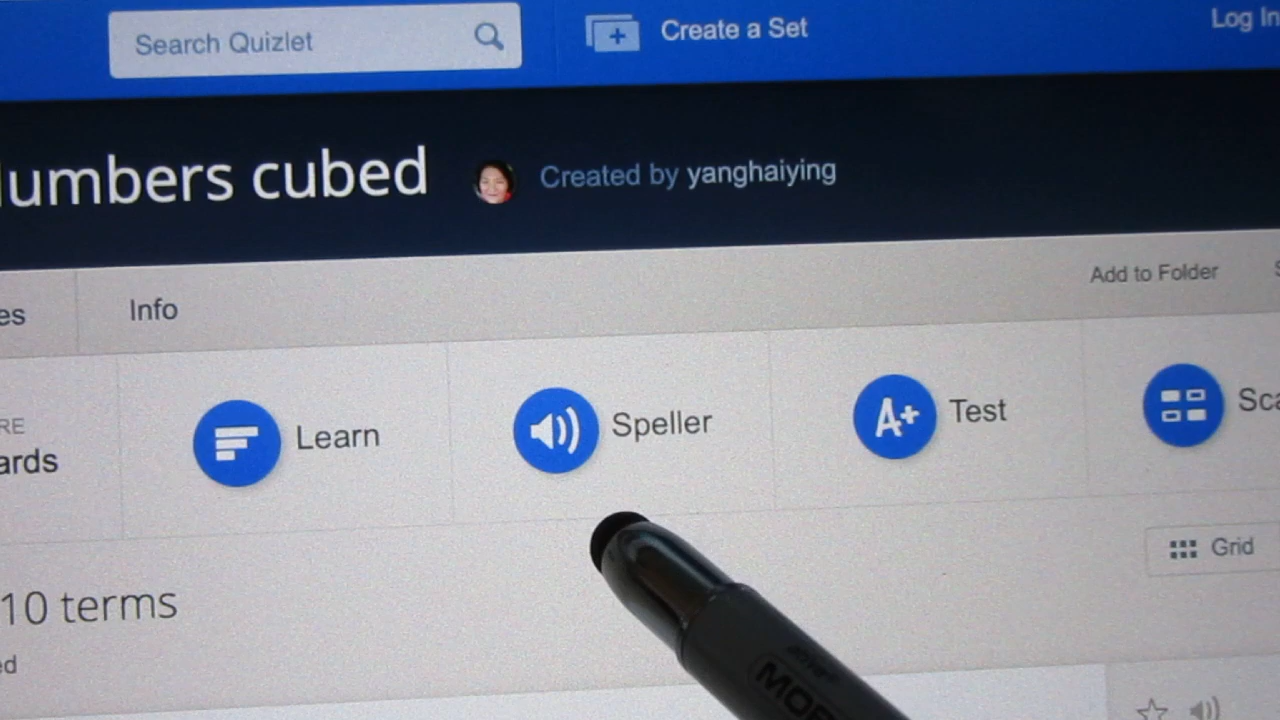 Search Quizlet
Create a Set
Log In
umbers cubed
Created by yanghaiying
es
Info
Add to Folder
RE
ards
Learn
Speller
Test
Sca
Grid
10 terms
ed